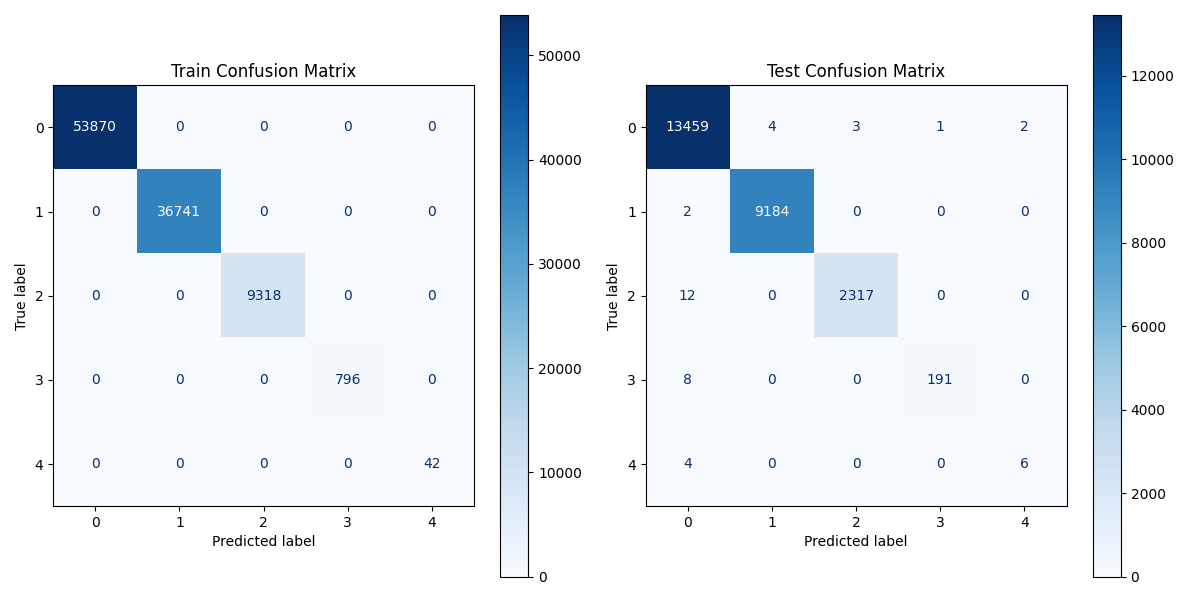 Train Confusion Matrix
True label
0 53870 0 0 0 0
1 0 36741 0 0 0
2 0 0 9318 0 0
3 0 0 0 796 0
4 0 0 0 0 42
0 1 2 3 4
Predicted label
50000
40000
30000
20000
10000
0
Test Confusion Matrix
True label
0 13459 4 3 1 2
1 2 9184 0 0 0
2 12 0 2317 0 0
3 8 0 0 191 0
4 4 0 0 0 6
0 1 2 3 4
Predicted label
12000
10000
8000
6000
4000
2000
0